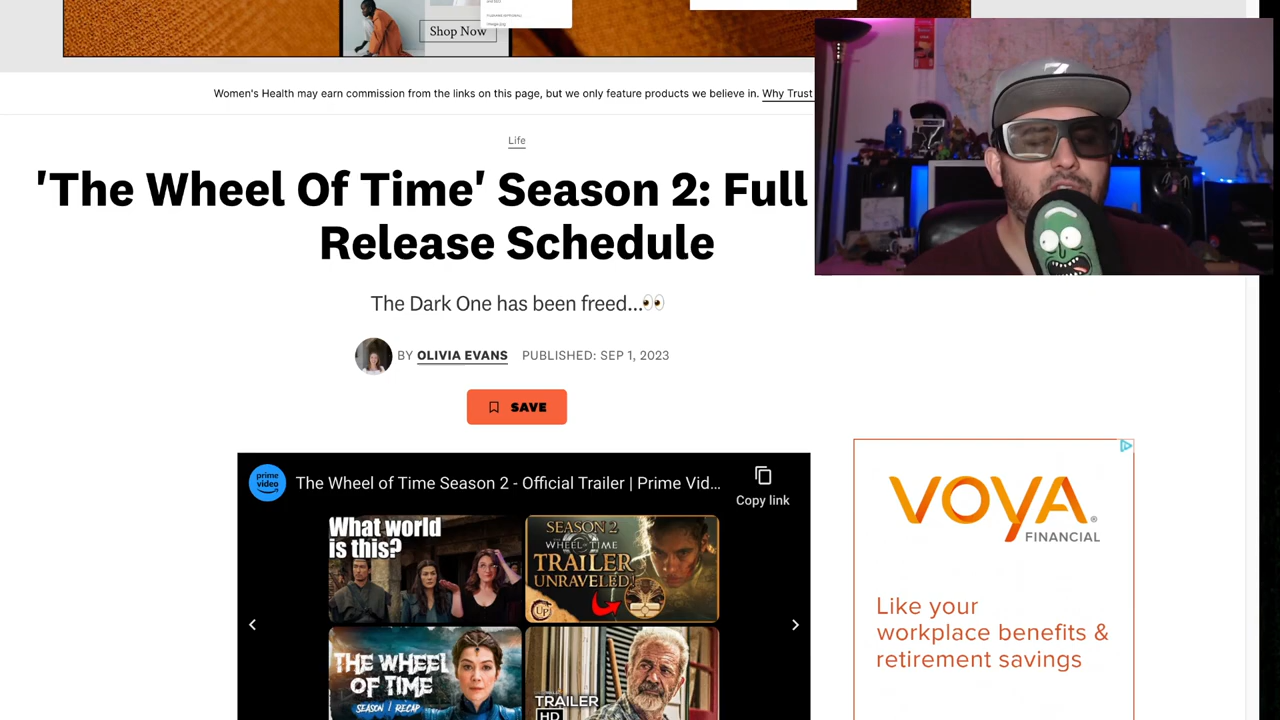 Shop Now
Women's Health may earn commission from the links on this page, but we only feature products we believe in. Why Trust
Life
'The Wheel Of Time' Season 2: Full
Release Schedule
The Dark One has been freed...👀
BY OLIVIA EVANS PUBLISHED: SEP 1, 2023
SAVE
prime video
The Wheel of Time Season 2 - Official Trailer | Prime Vid...
Copy link
What world
is this?
SEASON 2
WHEEL OF TIME
TRAILER
UNRAVELED!
UP
THE WHEEL
OF TIME
SEASON 1 RECAP
TRAILER
HD
VOYA®
FINANCIAL
Like your
workplace benefits &
retirement savings